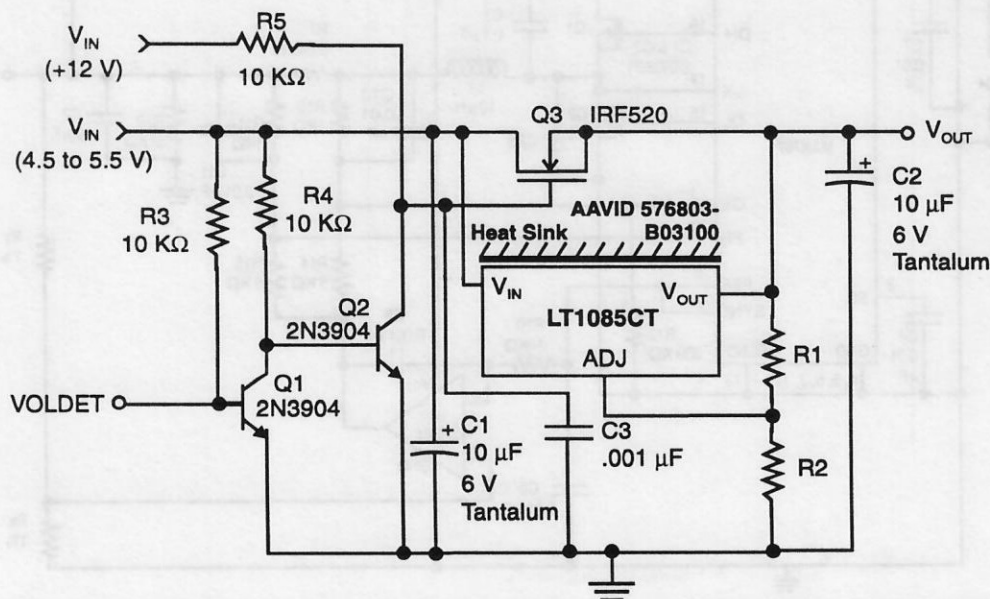 R5
V_IN
(+12 V)
10 KΩ
V_IN
(4.5 to 5.5 V)
Q3 IRF520
V_OUT
R3
10 KΩ
R4
10 KΩ
C2
10 µF
6 V
Tantalum
+
AAVID 576803-
B03100
Heat Sink
V_IN
V_OUT
LT1085CT
ADJ
Q2
2N3904
R1
VOLDET
Q1
2N3904
+
C1
10 µF
6 V
Tantalum
C3
.001 µF
R2